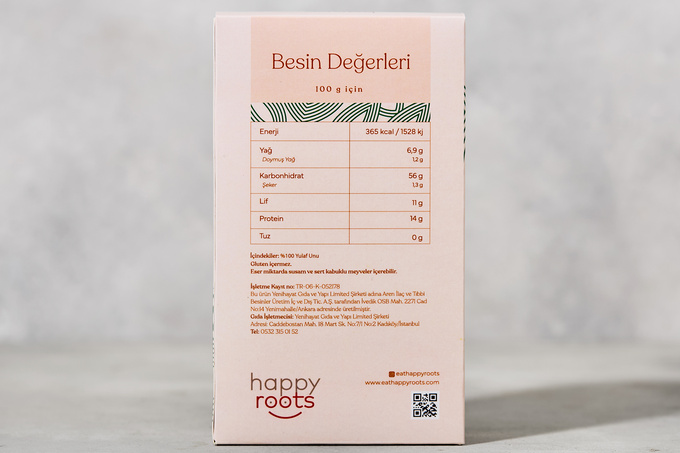 Besin Değerleri
100 g için
Enerji 365 kcal / 1528 kj
Yağ 6,9 g
Doymuş Yağ 1,2 g
Karbonhidrat 56 g
Şeker 1,3 g
Lif 11 g
Protein 14 g
Tuz 0 g
İçindekiler: %100 Yulaf Unu
Gluten içermez.
Eser miktarda susam ve sert kabuklu meyveler içerebilir.
İşletme Kayıt no: TR-06-K-052178
Bu ürün Yenihayat Gıda ve Yapı Limited Şirketi adına Aren İlaç ve Tıbbi
Besinler Üretim İç ve Dış Tic. A.Ş. tarafından İvedik OSB Mah. 2271 Cad
No:14 Yenimahalle/Ankara adresinde üretilmiştir.
Gıda İşletmecisi: Yenihayat Gıda ve Yapı Limited Şirketi
Adresi: Caddebostan Mah. 18 Mart Sk. No:7/1 No:2 Kadıköy/İstanbul
Tel: 0532 315 01 52
happy
roots
eathappyroots
www.eathappyroots.com